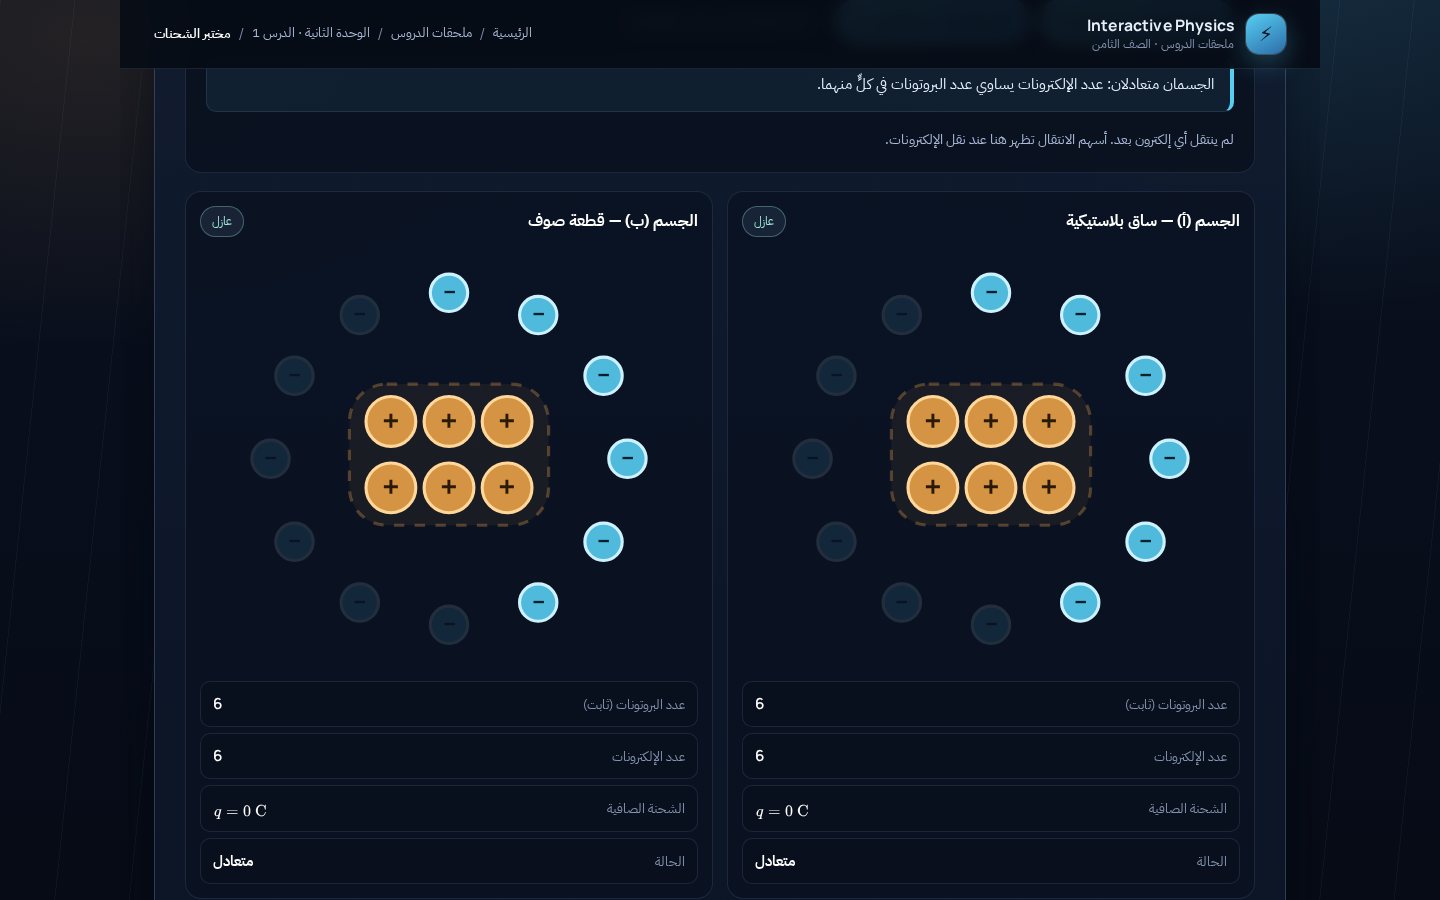 Interactive Physics
ملحقات الدروس · الصف الثامن
الرئيسية / ملحقات الدروس / الوحدة الثانية · الدرس 1 / مختبر الشحنات
⚡
الجسمان متعادلان: عدد الإلكترونات يساوي عدد البروتونات في كلٍّ منهما.
لم ينتقل أي إلكترون بعد. أسهم الانتقال تظهر هنا عند نقل الإلكترونات.
الجسم (أ) — ساق بلاستيكية
عازل
−
− −
− −
+ + +
− −
+ + +
− −
− −
−
عدد البروتونات (ثابت) 6
عدد الإلكترونات 6
الشحنة الصافية q = 0 C
الحالة متعادل
الجسم (ب) — قطعة صوف
عازل
−
− −
− −
+ + +
− −
+ + +
− −
− −
−
عدد البروتونات (ثابت) 6
عدد الإلكترونات 6
الشحنة الصافية q = 0 C
الحالة متعادل